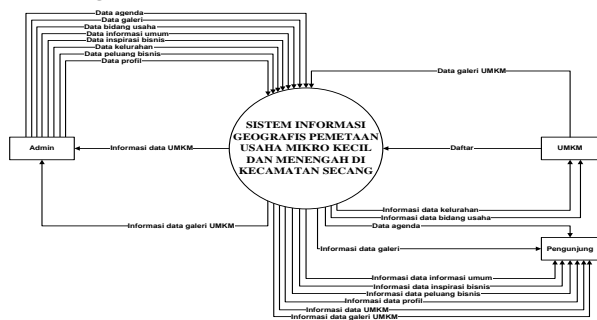 Data agenda
Data galeri
Data bidang usaha
Data informasi umum
Data inspirasi bisnis
Data kelurahan
Data peluang bisnis
Data profil
Data galeri UMKM
SISTEM INFORMASI
GEOGRAFIS PEMETAAN
USAHA MIKRO KECIL
DAN MENENGAH DI
KECAMATAN SECANG
Admin
Informasi data UMKM
Daftar
UMKM
Informasi data kelurahan
Informasi data bidang usaha
Data agenda
Informasi data galeri UMKM
Informasi data galeri
Pengunjung
Informasi data informasi umum
Informasi data inspirasi bisnis
Informasi data peluang bisnis
Informasi data profil
Informasi data UMKM
Informasi data galeri UMKM